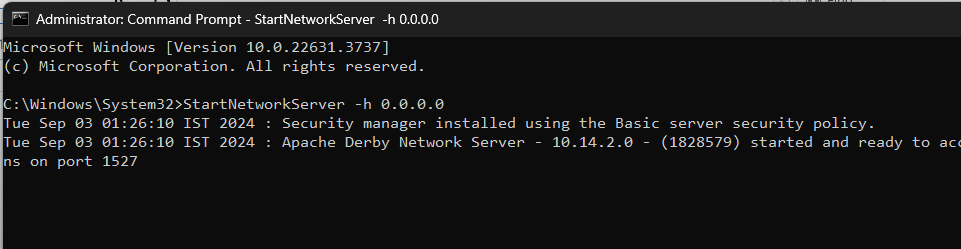 Administrator: Command Prompt - StartNetworkServer -h 0.0.0.0
Microsoft Windows [Version 10.0.22631.3737]
(c) Microsoft Corporation. All rights reserved.
C:\Windows\System32>StartNetworkServer -h 0.0.0.0
Tue Sep 03 01:26:10 IST 2024 : Security manager installed using the Basic server security policy.
Tue Sep 03 01:26:10 IST 2024 : Apache Derby Network Server - 10.14.2.0 - (1828579) started and ready to acc
ns on port 1527